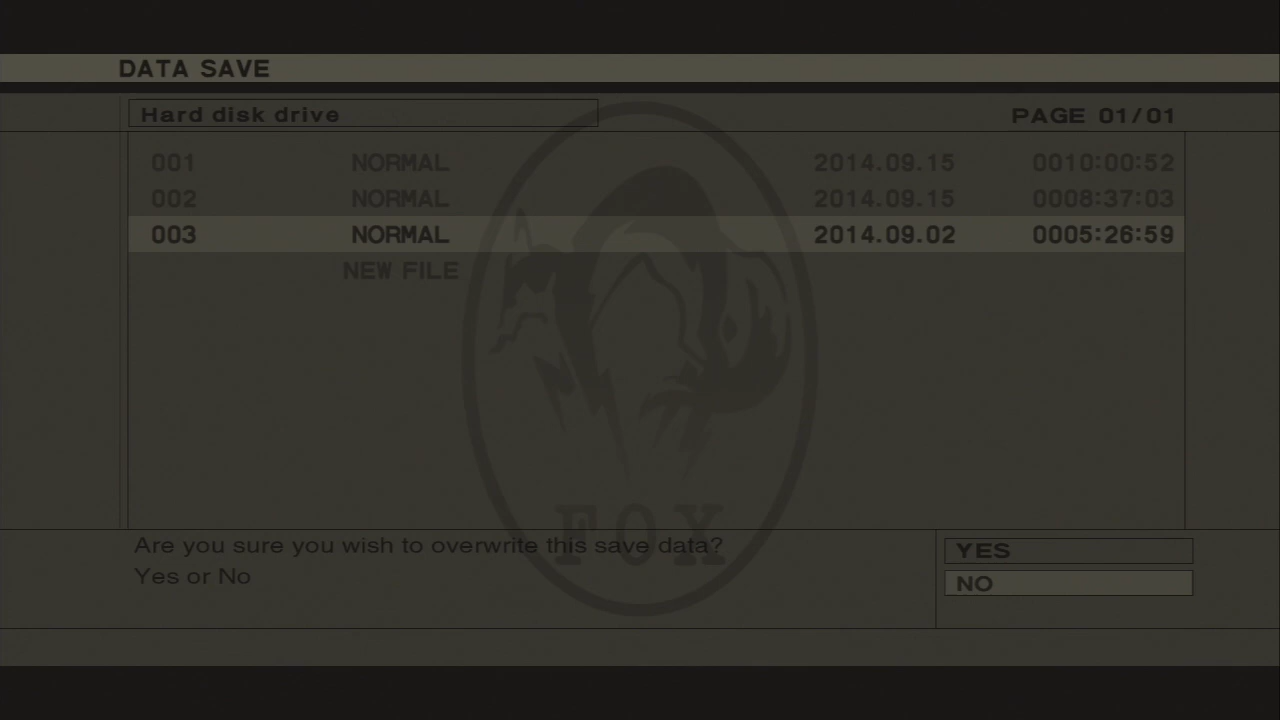 DATA SAVE
Hard disk drive PAGE 01/01
001 NORMAL 2014.09.15 0010:00:52
002 NORMAL 2014.09.15 0008:37:03
003 NORMAL 2014.09.02 0005:26:59
NEW FILE
FOX
Are you sure you wish to overwrite this save data?
Yes or No
YES
NO